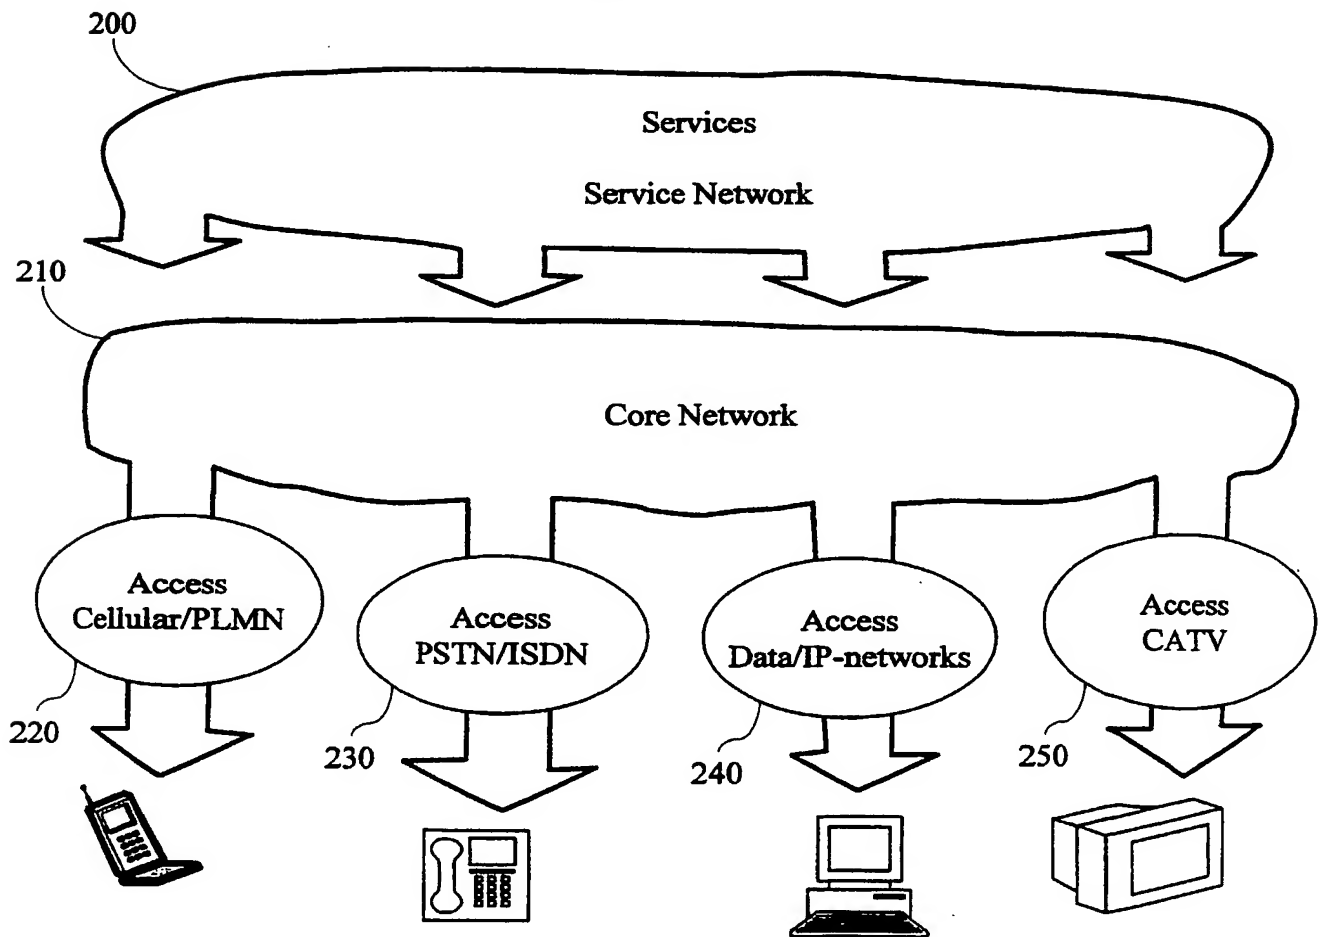 200
Services
Service Network
210
Core Network
Access
Cellular/PLMN
Access
PSTN/ISDN
Access
Data/IP-networks
Access
CATV
220
230
240
250